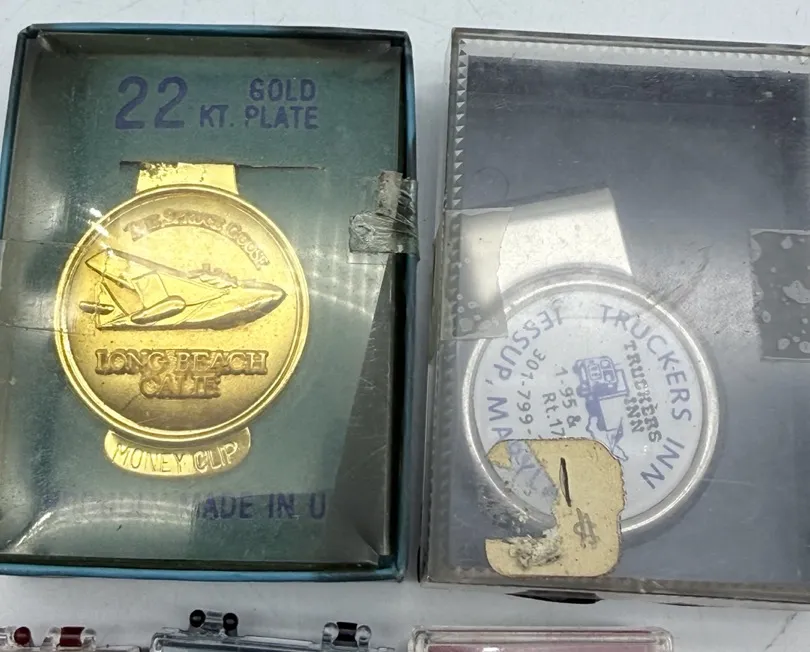 22 KT. GOLD PLATE
THE SPRUCE GOOSE
LONG BEACH
CALIF
MONEY CLIP
MADE IN U
TRUCKERS INN
JESSUP,
TRUCKERS
INN
I-95 &
Rt.17
301-799-
$